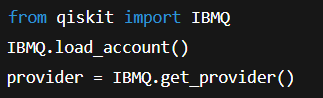 from qiskit import IBMQ
IBMQ.load_account()
provider = IBMQ.get_provider()